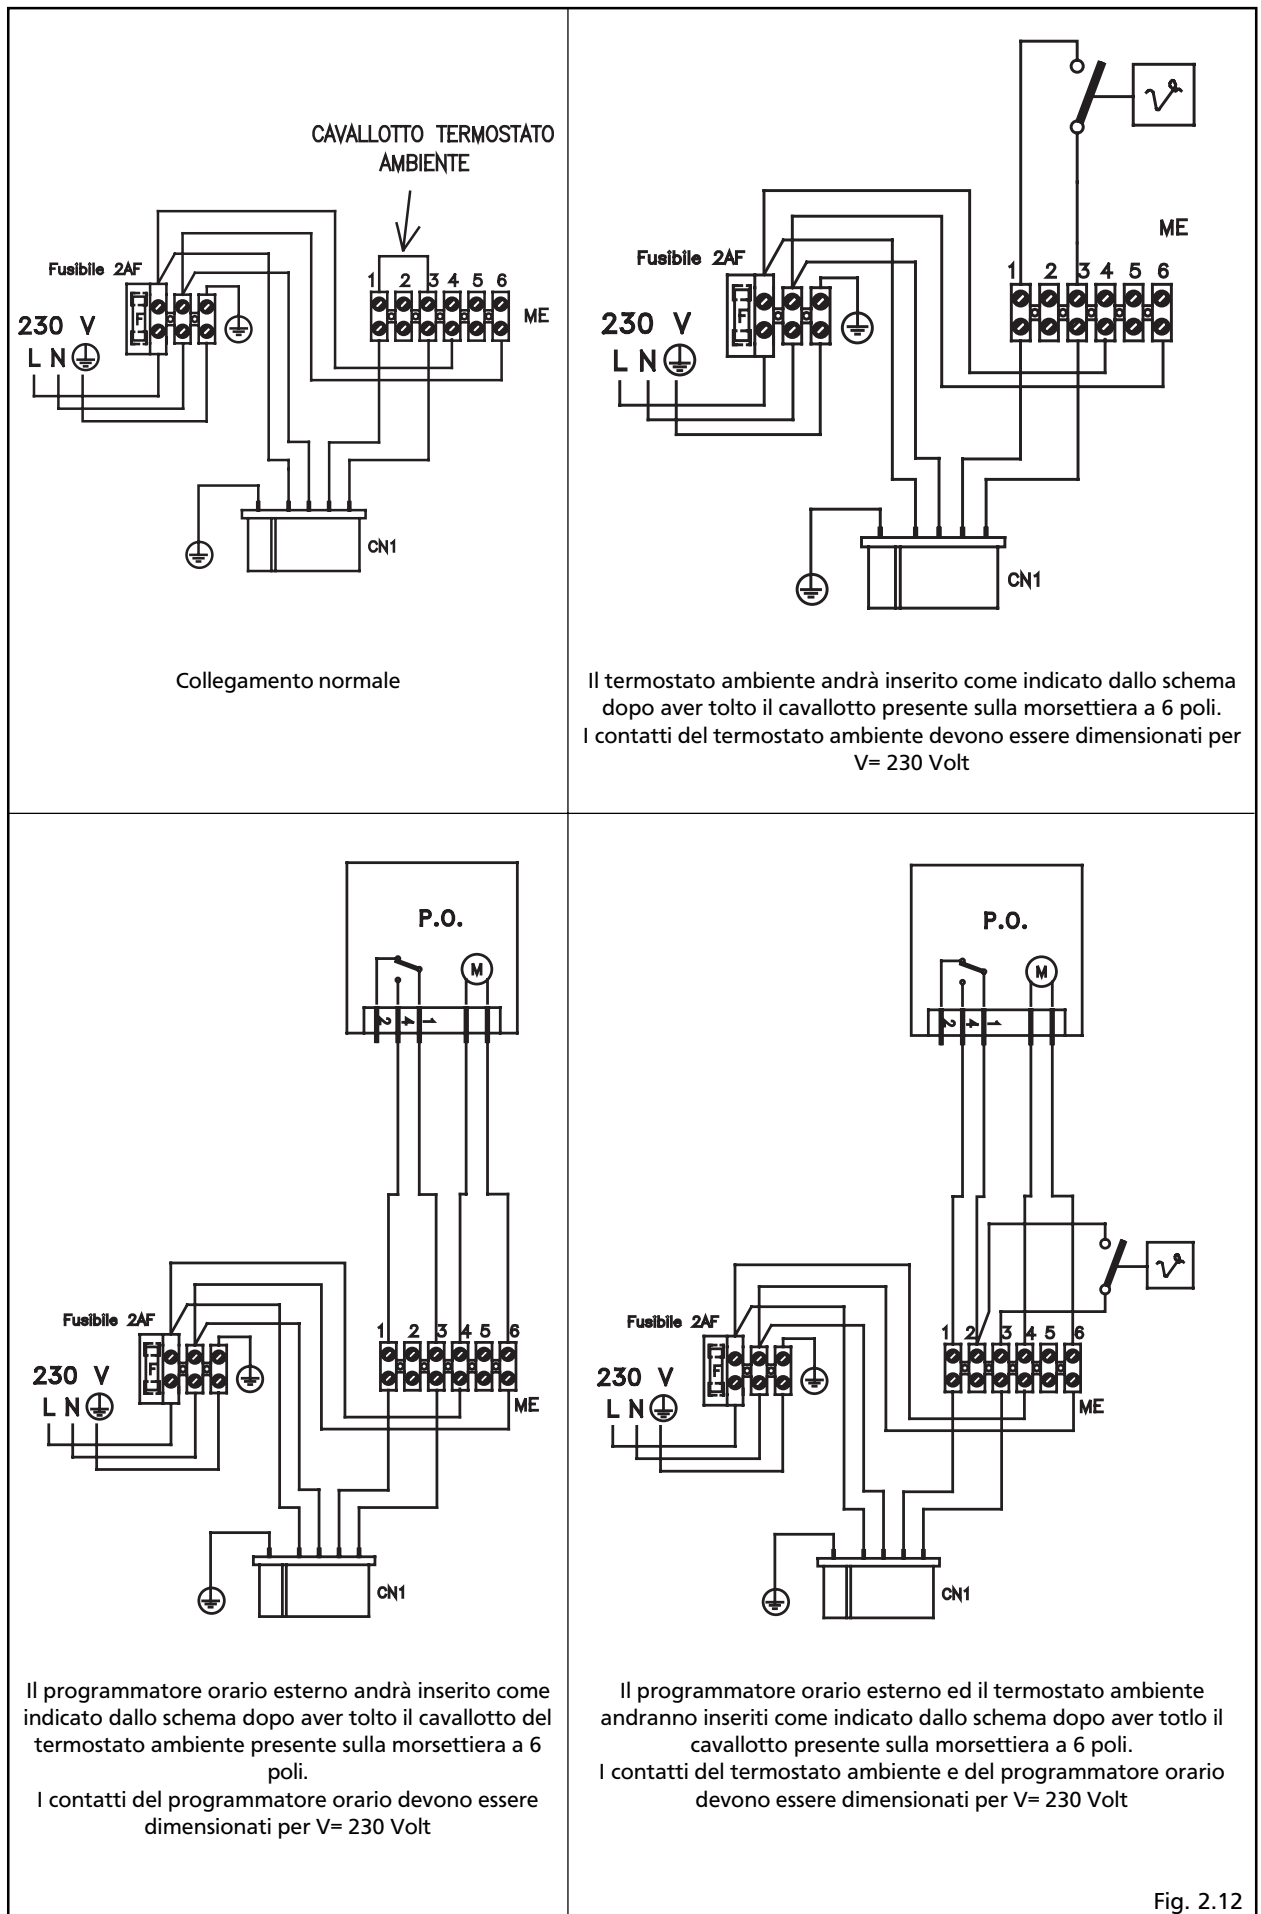 CAVALLOTTO TERMOSTATO
AMBIENTE
Fusibile 2AF
1 2 3 4 5 6
F
230 V
ME
L N
CN1
Collegamento normale
ME
Fusibile 2AF
1 2 3 4 5 6
F
230 V
L N
CN1
Il termostato ambiente andrà inserito come indicato dallo schema
dopo aver tolto il cavallotto presente sulla morsettiera a 6 poli.
I contatti del termostato ambiente devono essere dimensionati per
V= 230 Volt
P.O.
M
2 4 1
Fusibile 2AF
1 2 3 4 5 6
F
230 V
L N
ME
CN1
Il programmatore orario esterno andrà inserito come
indicato dallo schema dopo aver tolto il cavallotto del
termostato ambiente presente sulla morsettiera a 6
poli.
I contatti del programmatore orario devono essere
dimensionati per V= 230 Volt
P.O.
M
2 4 1
Fusibile 2AF
1 2 3 4 5 6
F
230 V
L N
ME
CN1
Il programmatore orario esterno ed il termostato ambiente
andranno inseriti come indicato dallo schema dopo aver totlo il
cavallotto presente sulla morsettiera a 6 poli.
I contatti del termostato ambiente e del programmatore orario
devono essere dimensionati per V= 230 Volt
Fig. 2.12